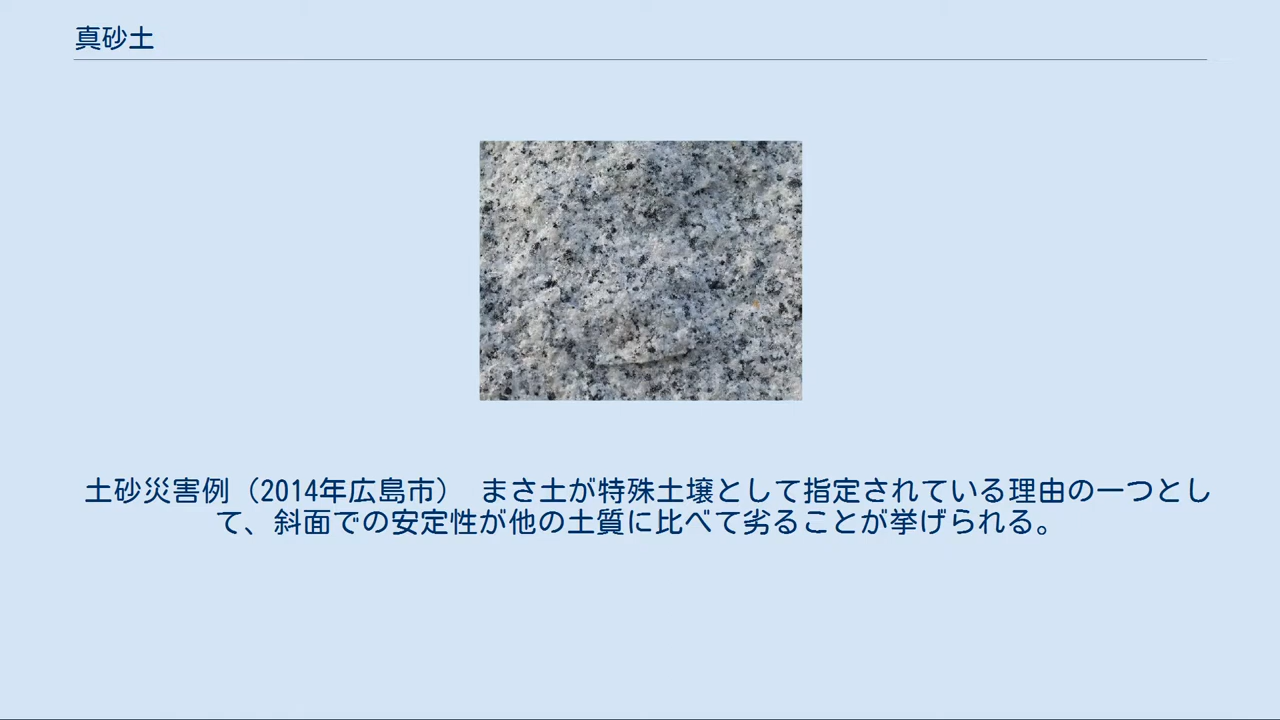 真砂土
土砂災害例（2014年広島市） まさ土が特殊土壌として指定されている理由の一つとし
て、斜面での安定性が他の土質に比べて劣ることが挙げられる。